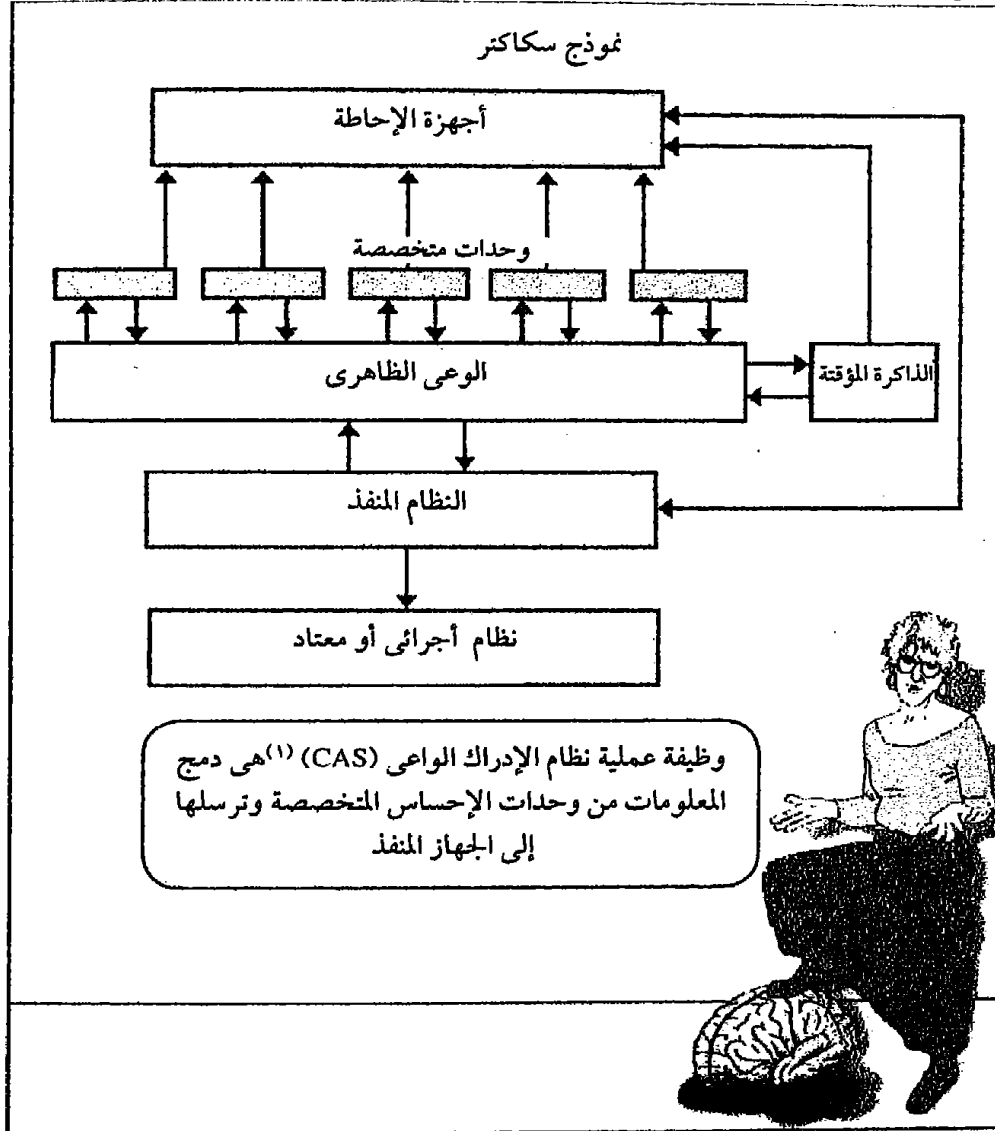 نموذج سكاكتر
أجهزة الإحاطة
وحدات متخصصة
الوعى الظاهرى
الذاكرة المؤقتة
النظام المنفذ
نظام أجرائى أو معتاد
وظيفة عملية نظام الإدراك الواعى (CAS) (١) هى دمج
المعلومات من وحدات الإحساس المتخصصة وترسلها
إلى الجهاز المنفذ